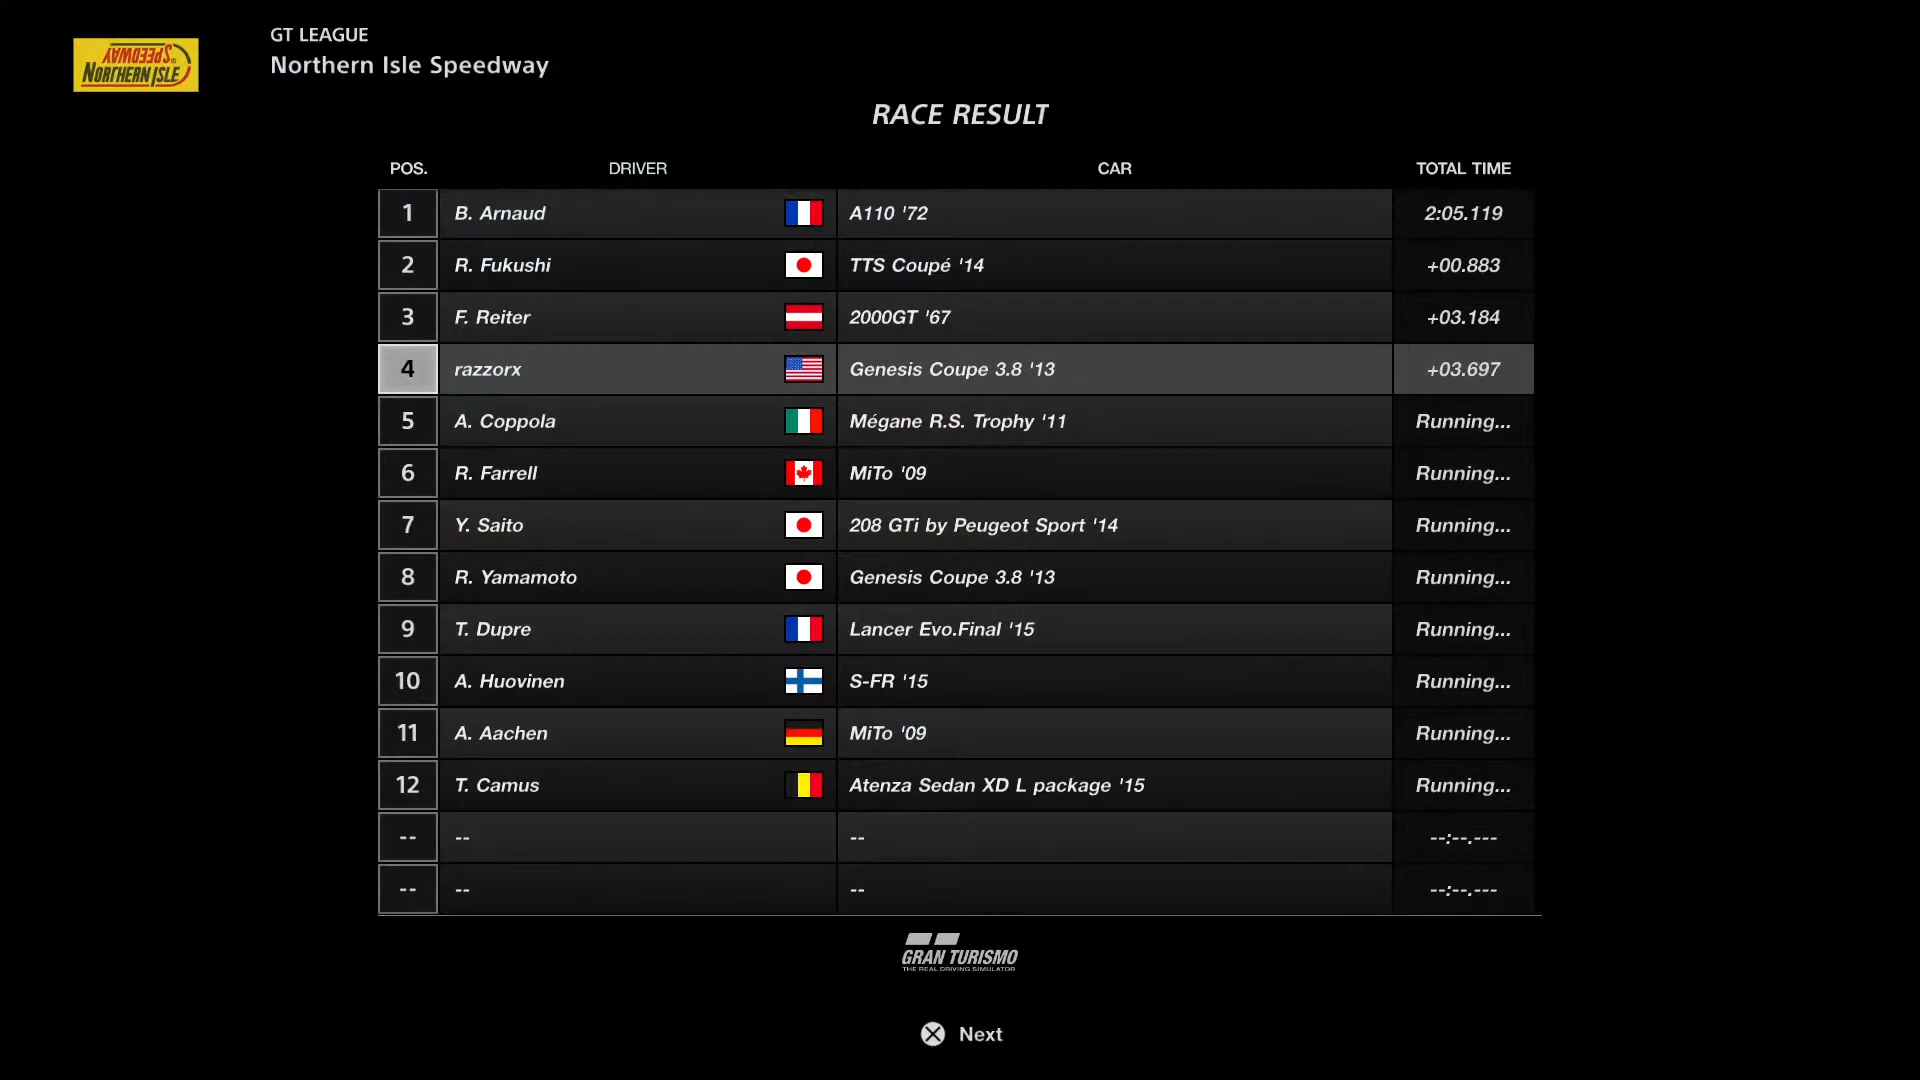 SPEEDWAY
NORTHERN ISLE
GT LEAGUE
Northern Isle Speedway
RACE RESULT
POS. DRIVER CAR TOTAL TIME
1 B. Arnaud A110 '72 2:05.119
2 R. Fukushi TTS Coupé '14 +00.883
3 F. Reiter 2000GT '67 +03.184
4 razzorx Genesis Coupe 3.8 '13 +03.697
5 A. Coppola Mégane R.S. Trophy '11 Running...
6 R. Farrell MiTo '09 Running...
7 Y. Saito 208 GTi by Peugeot Sport '14 Running...
8 R. Yamamoto Genesis Coupe 3.8 '13 Running...
9 T. Dupre Lancer Evo.Final '15 Running...
10 A. Huovinen S-FR '15 Running...
11 A. Aachen MiTo '09 Running...
12 T. Camus Atenza Sedan XD L package '15 Running...
-- -- -- --:--.---
-- -- -- --:--.---
GRAN TURISMO
THE REAL DRIVING SIMULATOR
Next